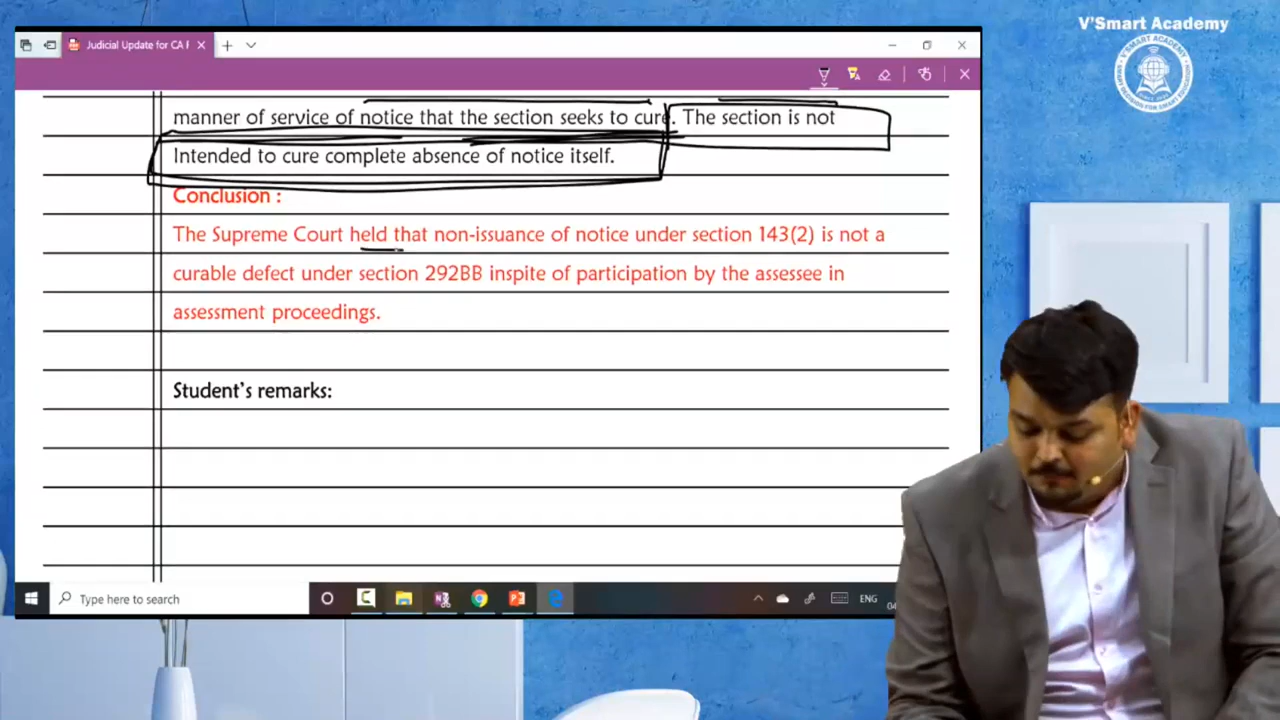 V'Smart Academy
Judicial Update for CA F
manner of service of notice that the section seeks to cure. The section is not
Intended to cure complete absence of notice itself.
Conclusion :
The Supreme Court held that non-issuance of notice under section 143(2) is not a
curable defect under section 292BB inspite of participation by the assessee in
assessment proceedings.
Student's remarks:
Type here to search
ENG
04